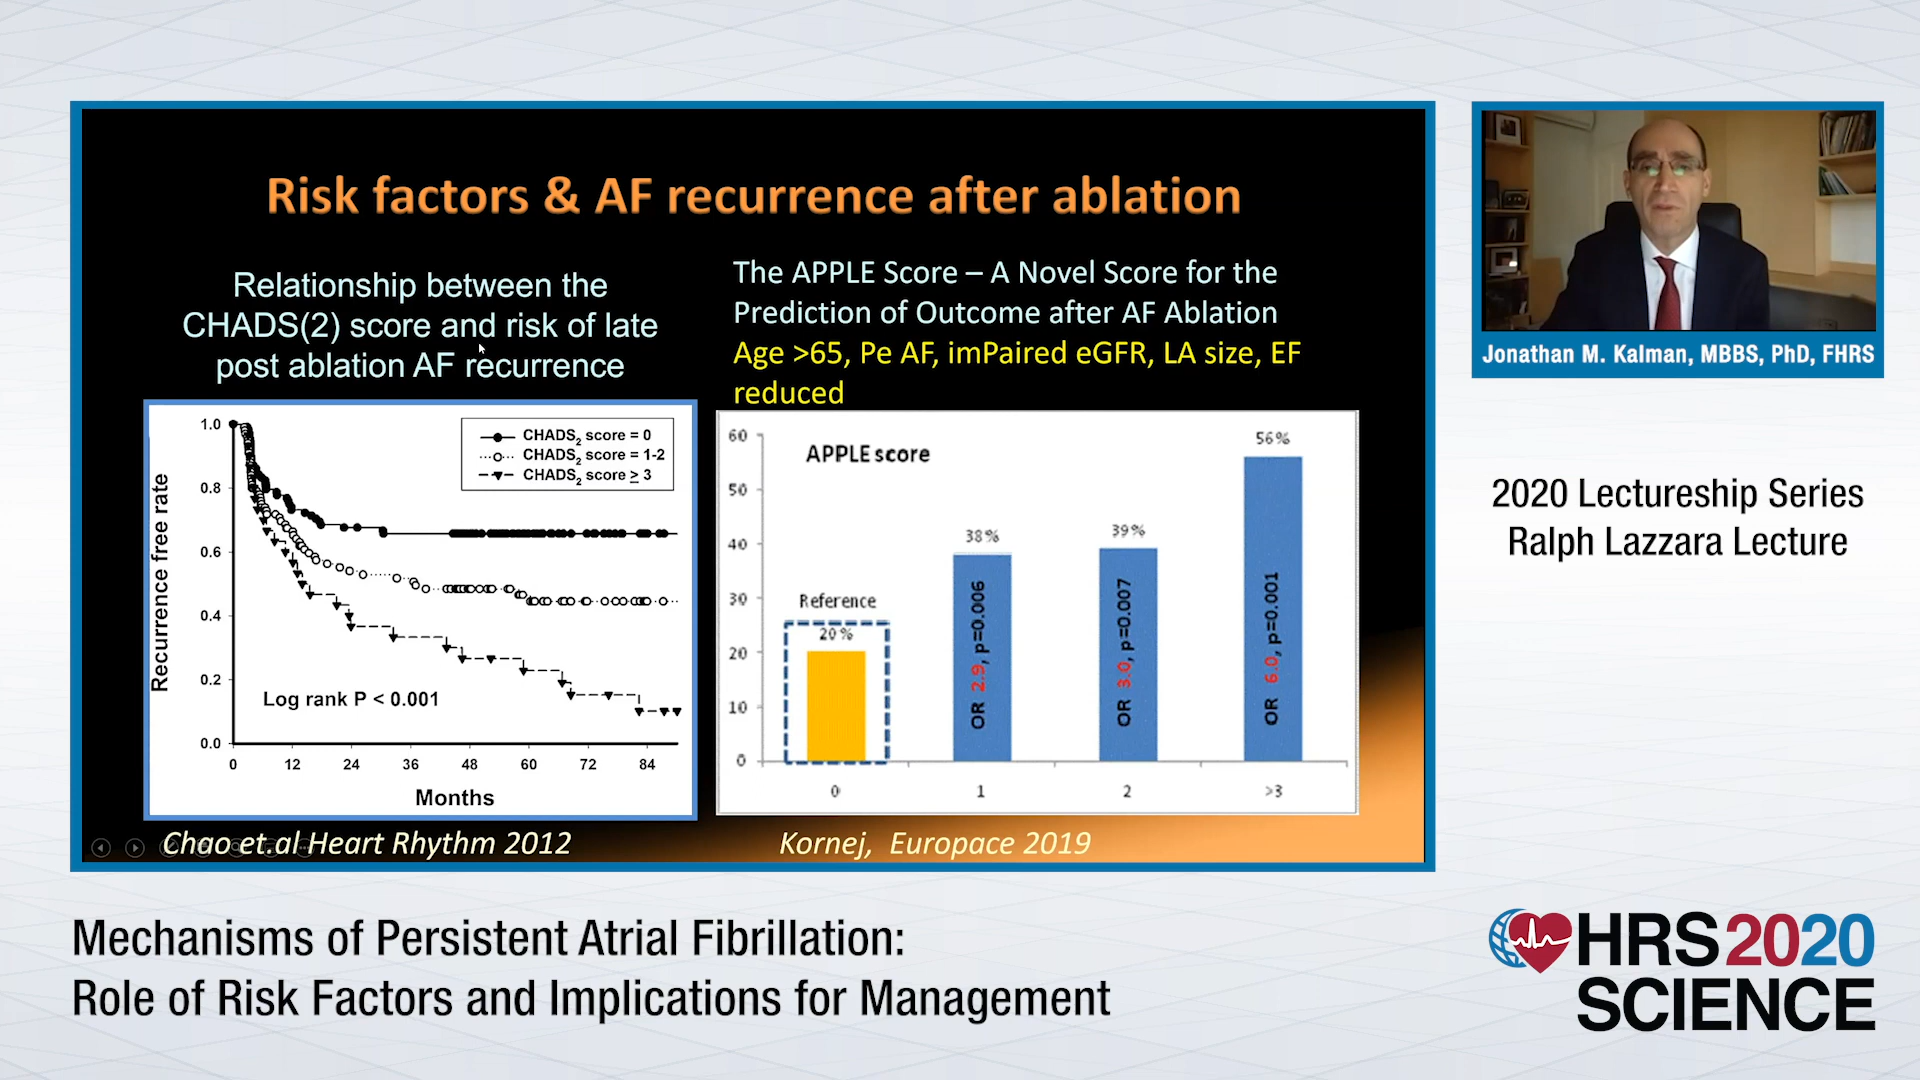 Risk factors & AF recurrence after ablation
Relationship between the
CHADS(2) score and risk of late
post ablation AF recurrence
The APPLE Score – A Novel Score for the
Prediction of Outcome after AF Ablation
Age >65, Pe AF, imPaired eGFR, LA size, EF
reduced
Recurrence free rate
1.0
0.8
0.6
0.4
0.2
0.0
CHADS2 score = 0
CHADS2 score = 1-2
CHADS2 score ≥ 3
Log rank P < 0.001
0 12 24 36 48 60 72 84
Months
APPLE score
60
50
40
30
20
10
0
Reference
20%
38%
39%
56%
OR 2.9, p=0.006
OR 3.0, p=0.007
OR 6.0, p=0.001
0 1 2 >3
Chao et.al Heart Rhythm 2012
Kornej, Europace 2019
Jonathan M. Kalman, MBBS, PhD, FHRS
2020 Lectureship Series
Ralph Lazzara Lecture
Mechanisms of Persistent Atrial Fibrillation:
Role of Risk Factors and Implications for Management
HRS2020
SCIENCE